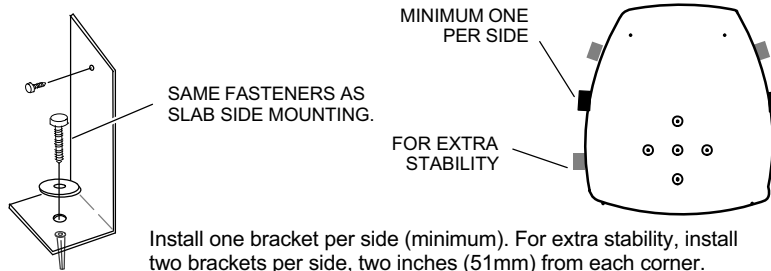 MINIMUM ONE
PER SIDE
SAME FASTENERS AS
SLAB SIDE MOUNTING.
FOR EXTRA
STABILITY
Install one bracket per side (minimum). For extra stability, install
two brackets per side, two inches (51mm) from each corner.